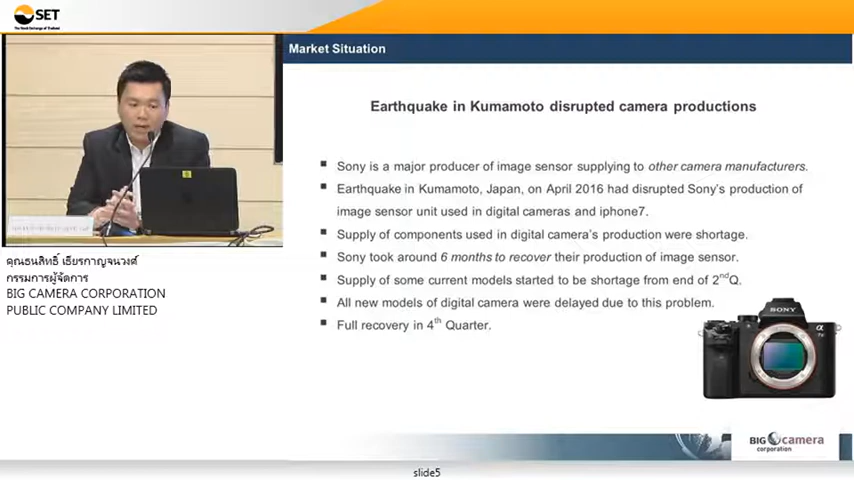 SET
The Stock Exchange of Thailand
Market Situation
Earthquake in Kumamoto disrupted camera productions
Sony is a major producer of image sensor supplying to other camera manufacturers.
Earthquake in Kumamoto, Japan, on April 2016 had disrupted Sony's production of
image sensor unit used in digital cameras and iphone7.
Supply of components used in digital camera's production were shortage.
Sony took around 6 months to recover their production of image sensor.
Supply of some current models started to be shortage from end of 2ndQ.
All new models of digital camera were delayed due to this problem.
Full recovery in 4th Quarter.
คุณธนสิทธิ์ เธียรกาญจนวงศ์
กรรมการผู้จัดการ
BIG CAMERA CORPORATION
PUBLIC COMPANY LIMITED
SONY
α
BIG camera
corporation
slide5